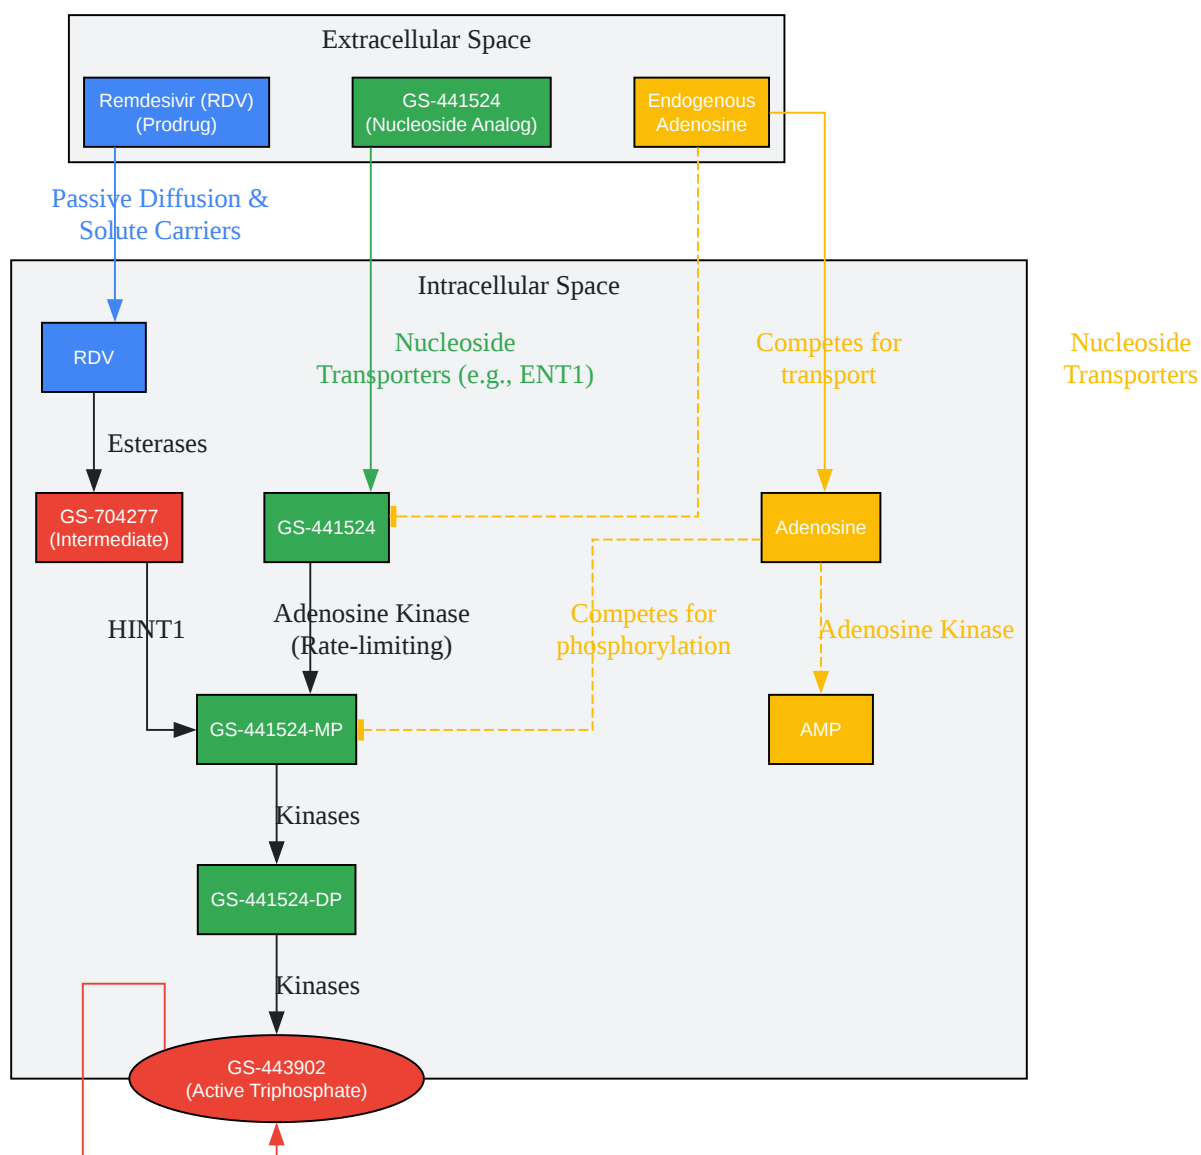 Extracellular Space
Remdesivir (RDV)
(Prodrug)
GS-441524
(Nucleoside Analog)
Endogenous
Adenosine
Passive Diffusion &
Solute Carriers
Intracellular Space
RDV
Nucleoside
Transporters (e.g., ENT1)
Competes for
transport
Nucleoside
Transporters
Esterases
GS-704277
(Intermediate)
GS-441524
Adenosine
HINT1
Adenosine Kinase
(Rate-limiting)
Competes for
phosphorylation
Adenosine Kinase
GS-441524-MP
AMP
Kinases
GS-441524-DP
Kinases
GS-443902
(Active Triphosphate)